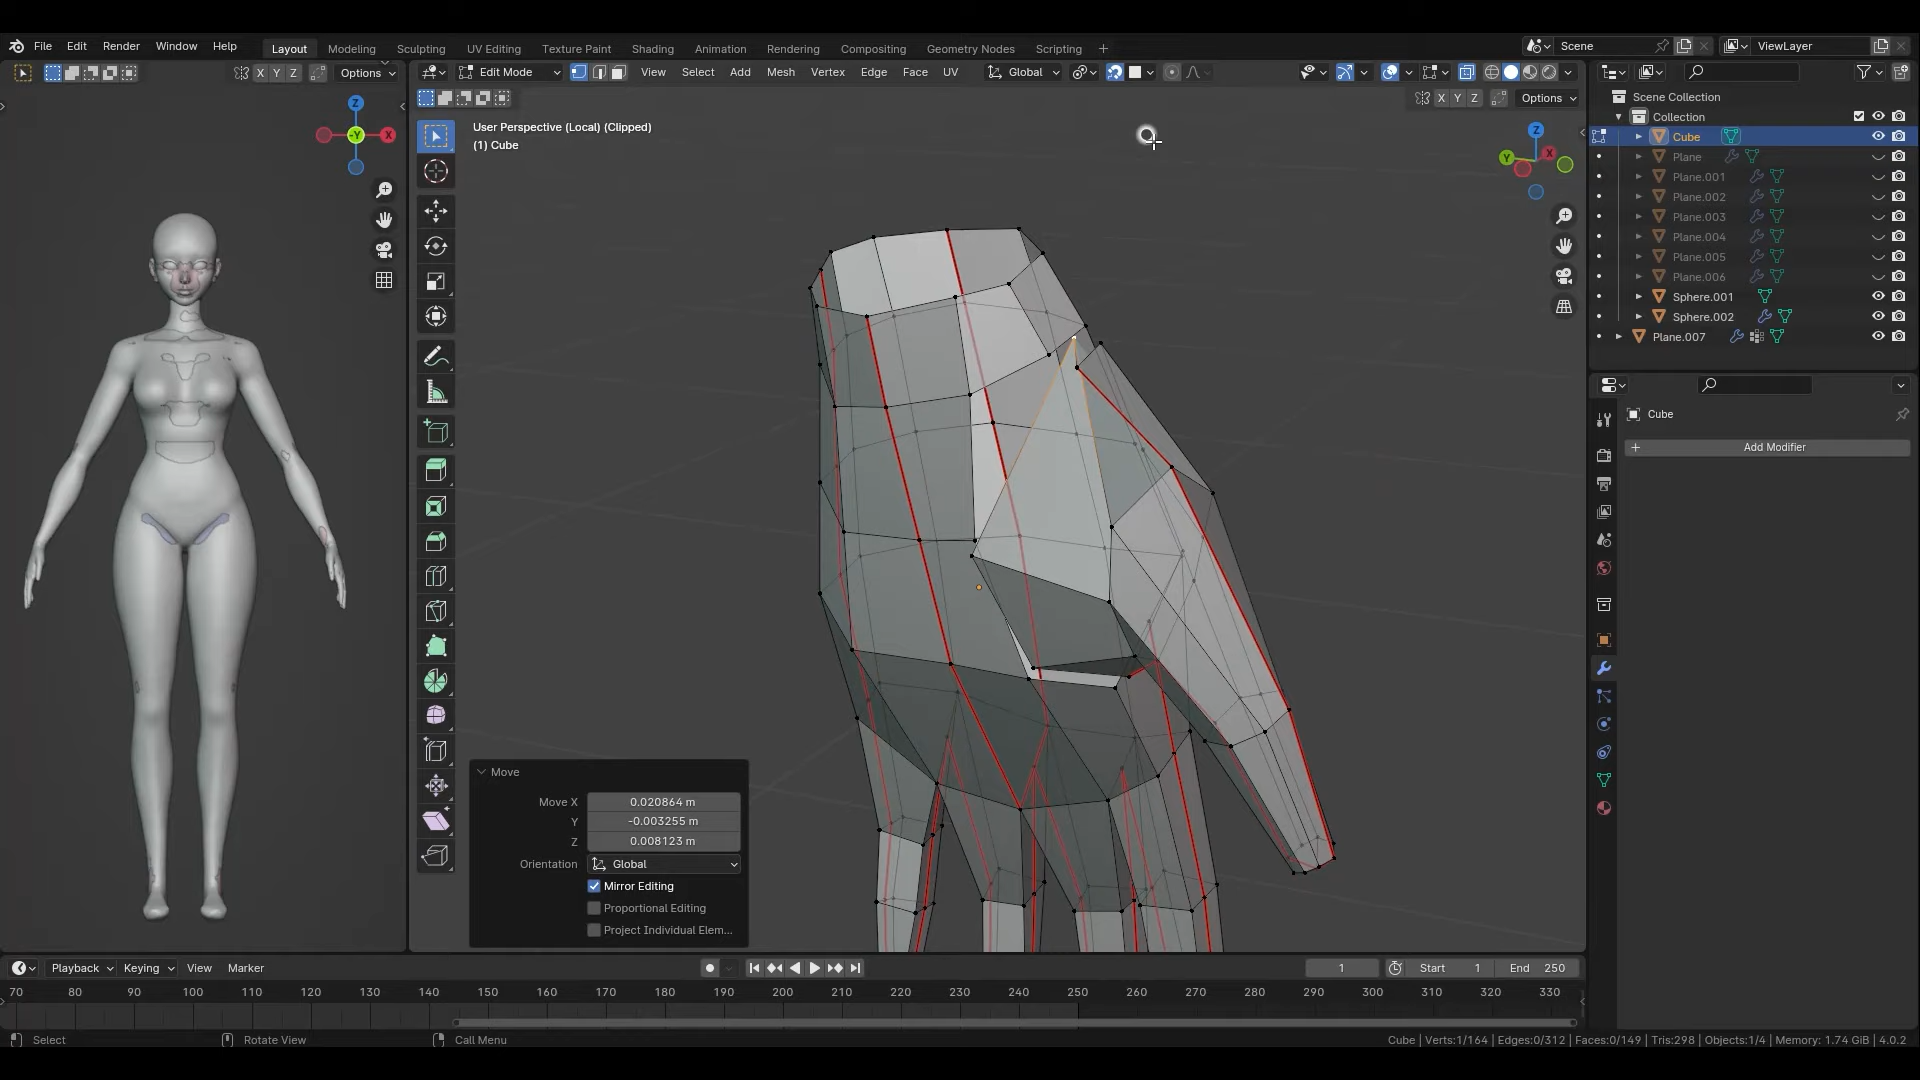 File Edit Render Window Help
Layout Modeling Sculpting UV Editing Texture Paint Shading Animation Rendering Compositing Geometry Nodes Scripting +
Scene
ViewLayer
X Y Z Options
Edit Mode View Select Add Mesh Vertex Edge Face UV Global
X Y Z Options
User Perspective (Local) (Clipped)
(1) Cube
Z
-Y
X
Z
Y
X
Scene Collection
Collection
Cube
Plane
Plane.001
Plane.002
Plane.003
Plane.004
Plane.005
Plane.006
Sphere.001
Sphere.002
Plane.007
Cube
+ Add Modifier
Move
Move X 0.020864 m
Y -0.003255 m
Z 0.008123 m
Orientation Global
Mirror Editing
Proportional Editing
Project Individual Elem...
Playback Keying View Marker
1 Start 1 End 250
70 80 90 100 110 120 130 140 150 160 170 180 190 200 210 220 230 240 250 260 270 280 290 300 310 320 330
Select Rotate View Call Menu
Cube | Verts:1/164 | Edges:0/312 | Faces:0/149 | Tris:298 | Objects:1/4 | Memory: 1.74 GiB | 4.0.2